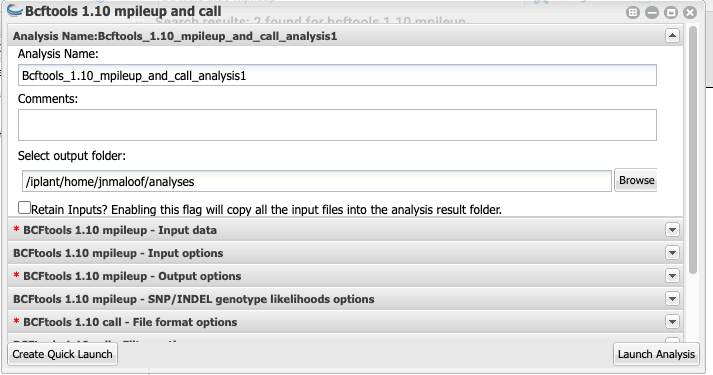 Search results: 2 found for bcftools 1.10 mpileup
Bcftools 1.10 mpileup and call
Analysis Name:Bcftools_1.10_mpileup_and_call_analysis1
Analysis Name:
Bcftools_1.10_mpileup_and_call_analysis1
Comments:
Select output folder:
/iplant/home/jnmaloof/analyses
Browse
Retain Inputs? Enabling this flag will copy all the input files into the analysis result folder.
* BCFtools 1.10 mpileup - Input data
BCFtools 1.10 mpileup - Input options
* BCFtools 1.10 mpileup - Output options
BCFtools 1.10 mpileup - SNP/INDEL genotype likelihoods options
* BCFtools 1.10 call - File format options
Create Quick Launch
Launch Analysis